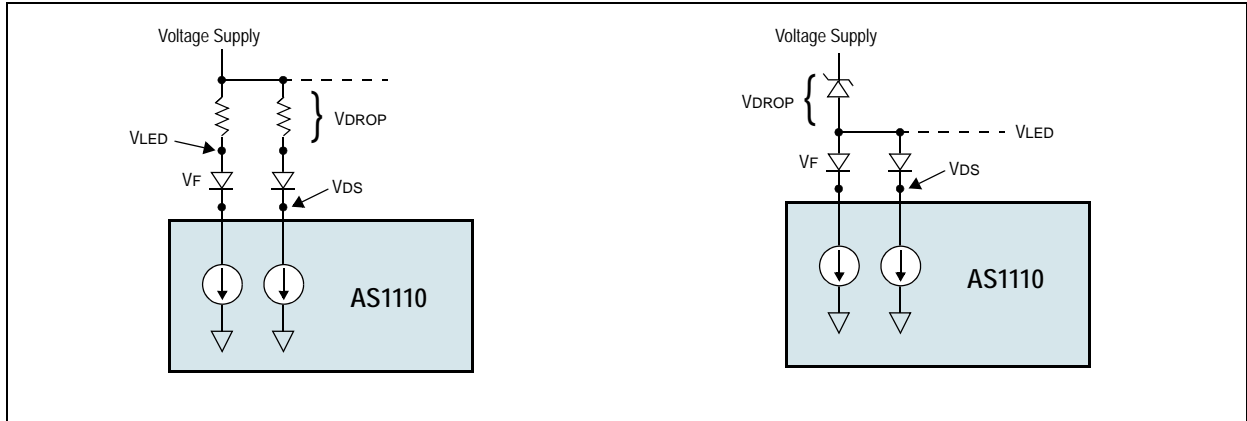 Voltage Supply
VDROP
VLED
VF
VDS
AS1110
Voltage Supply
VDROP
VLED
VF
VDS
AS1110